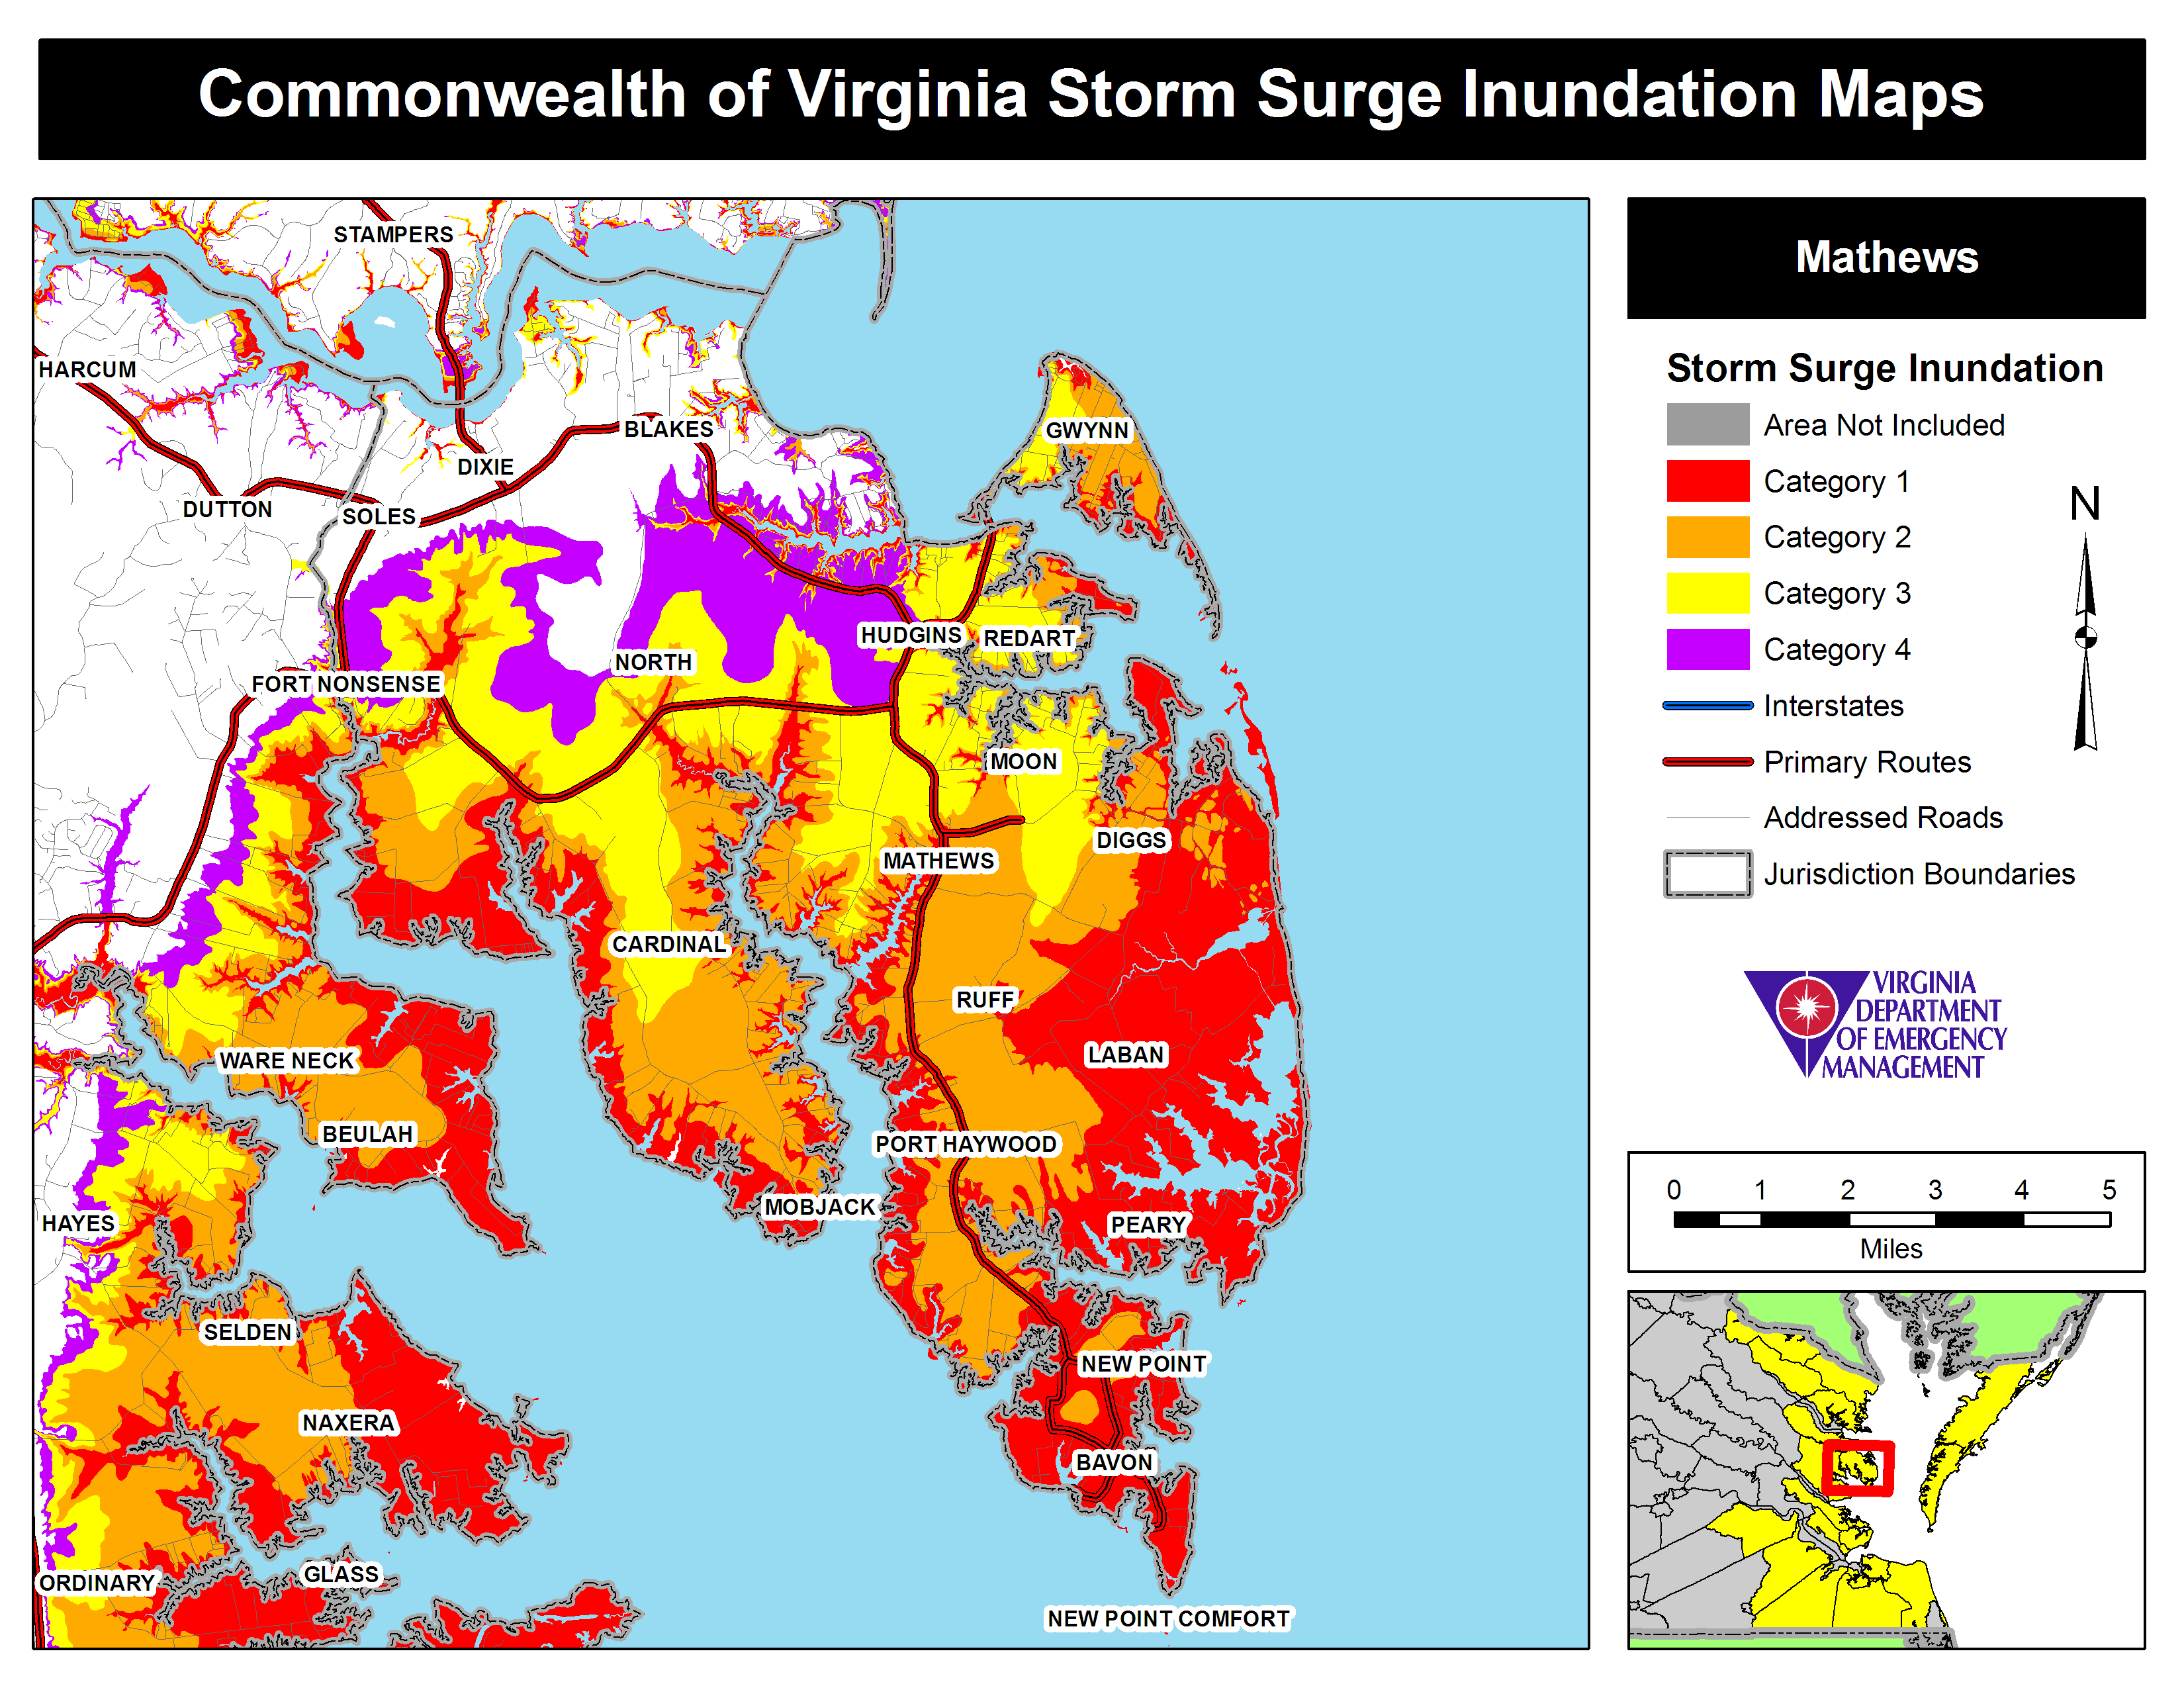 Commonwealth of Virginia Storm Surge Inundation Maps
STAMPERS
HARCUM
BLAKES
GWYNN
DIXIE
DUTTON
SOLES
HUDGINS
REDART
NORTH
FORT NONSENSE
MOON
DIGGS
MATHEWS
CARDINAL
RUFF
LABAN
WARE NECK
BEULAH
PORT HAYWOOD
MOBJACK
HAYES
PEARY
SELDEN
NEW POINT
NAXERA
BAVON
GLASS
ORDINARY
NEW POINT COMFORT
Mathews
Storm Surge Inundation
Area Not Included
Category 1
Category 2
Category 3
Category 4
Interstates
Primary Routes
Addressed Roads
Jurisdiction Boundaries
N
VIRGINIA
DEPARTMENT
OF EMERGENCY
MANAGEMENT
0 1 2 3 4 5
Miles